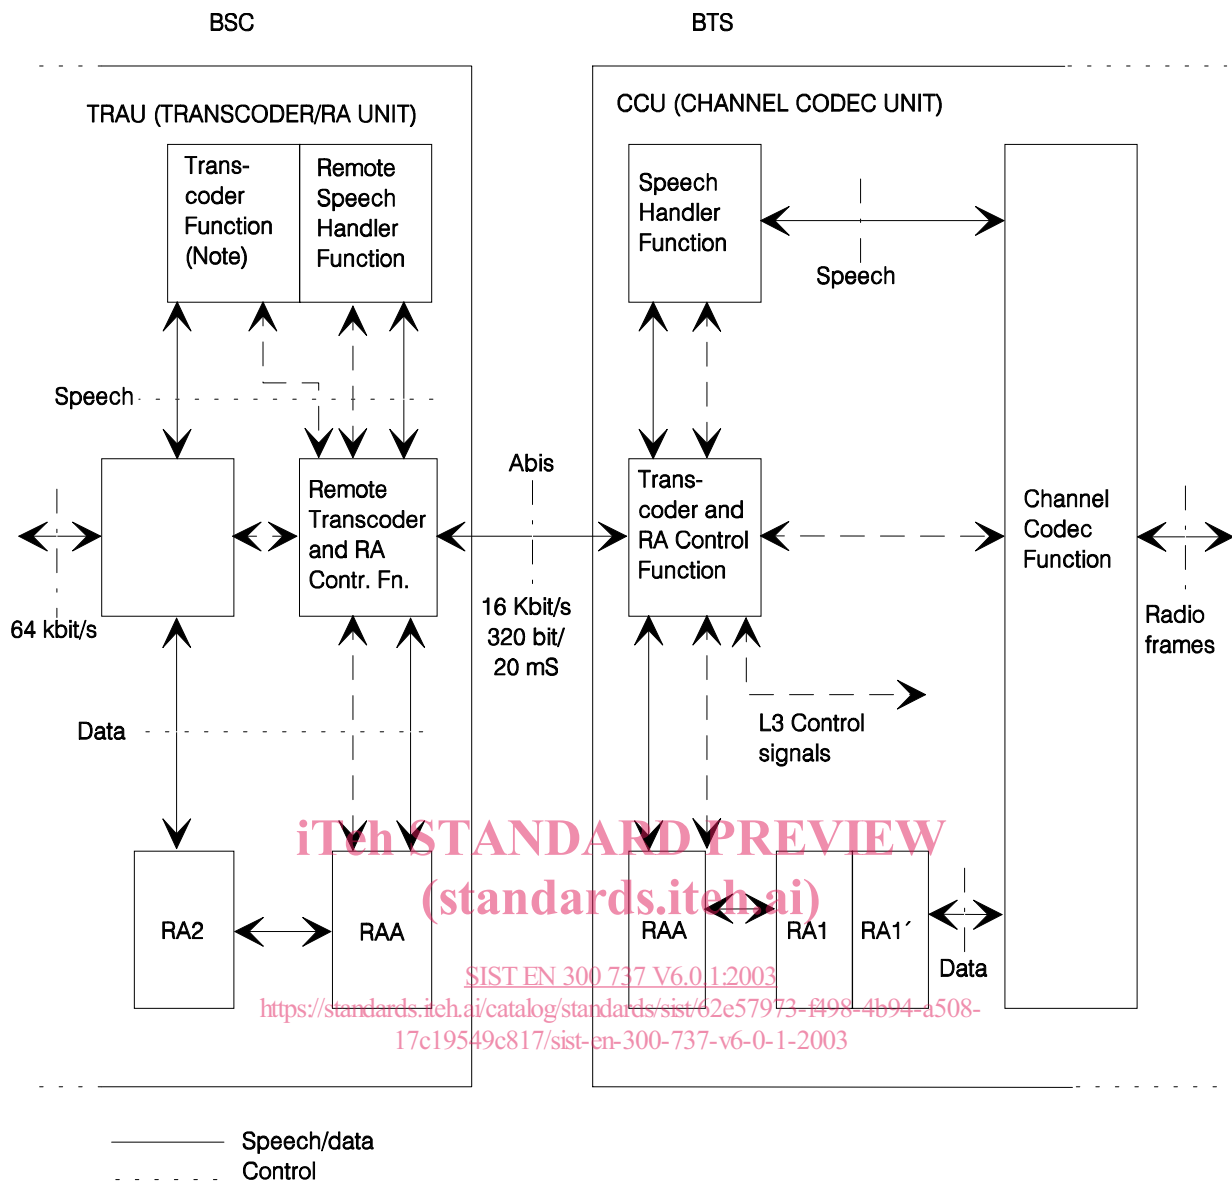 BSC
BTS
TRAU (TRANSCODER/RA UNIT)
CCU (CHANNEL CODEC UNIT)
Trans-
coder
Function
(Note)
Remote
Speech
Handler
Function
Speech
Handler
Function
Speech
Speech
Abis
Remote
Transcoder
and RA
Contr. Fn.
Trans-
coder and
RA Control
Function
Channel
Codec
Function
64 kbit/s
16 Kbit/s
320 bit/
20 mS
Radio
frames
Data
L3 Control
signals
iTeh STANDARD PREVIEW
(standards.iteh.ai)
RA2
RAA
RAA
RA1
RA1´
Data
SIST EN 300 737 V6.0.1:2003
https://standards.iteh.ai/catalog/standards/sist/62e57973-f498-4b94-a508-
17c19549c817/sist-en-300-737-v6-0-1-2003
Speech/data
Control